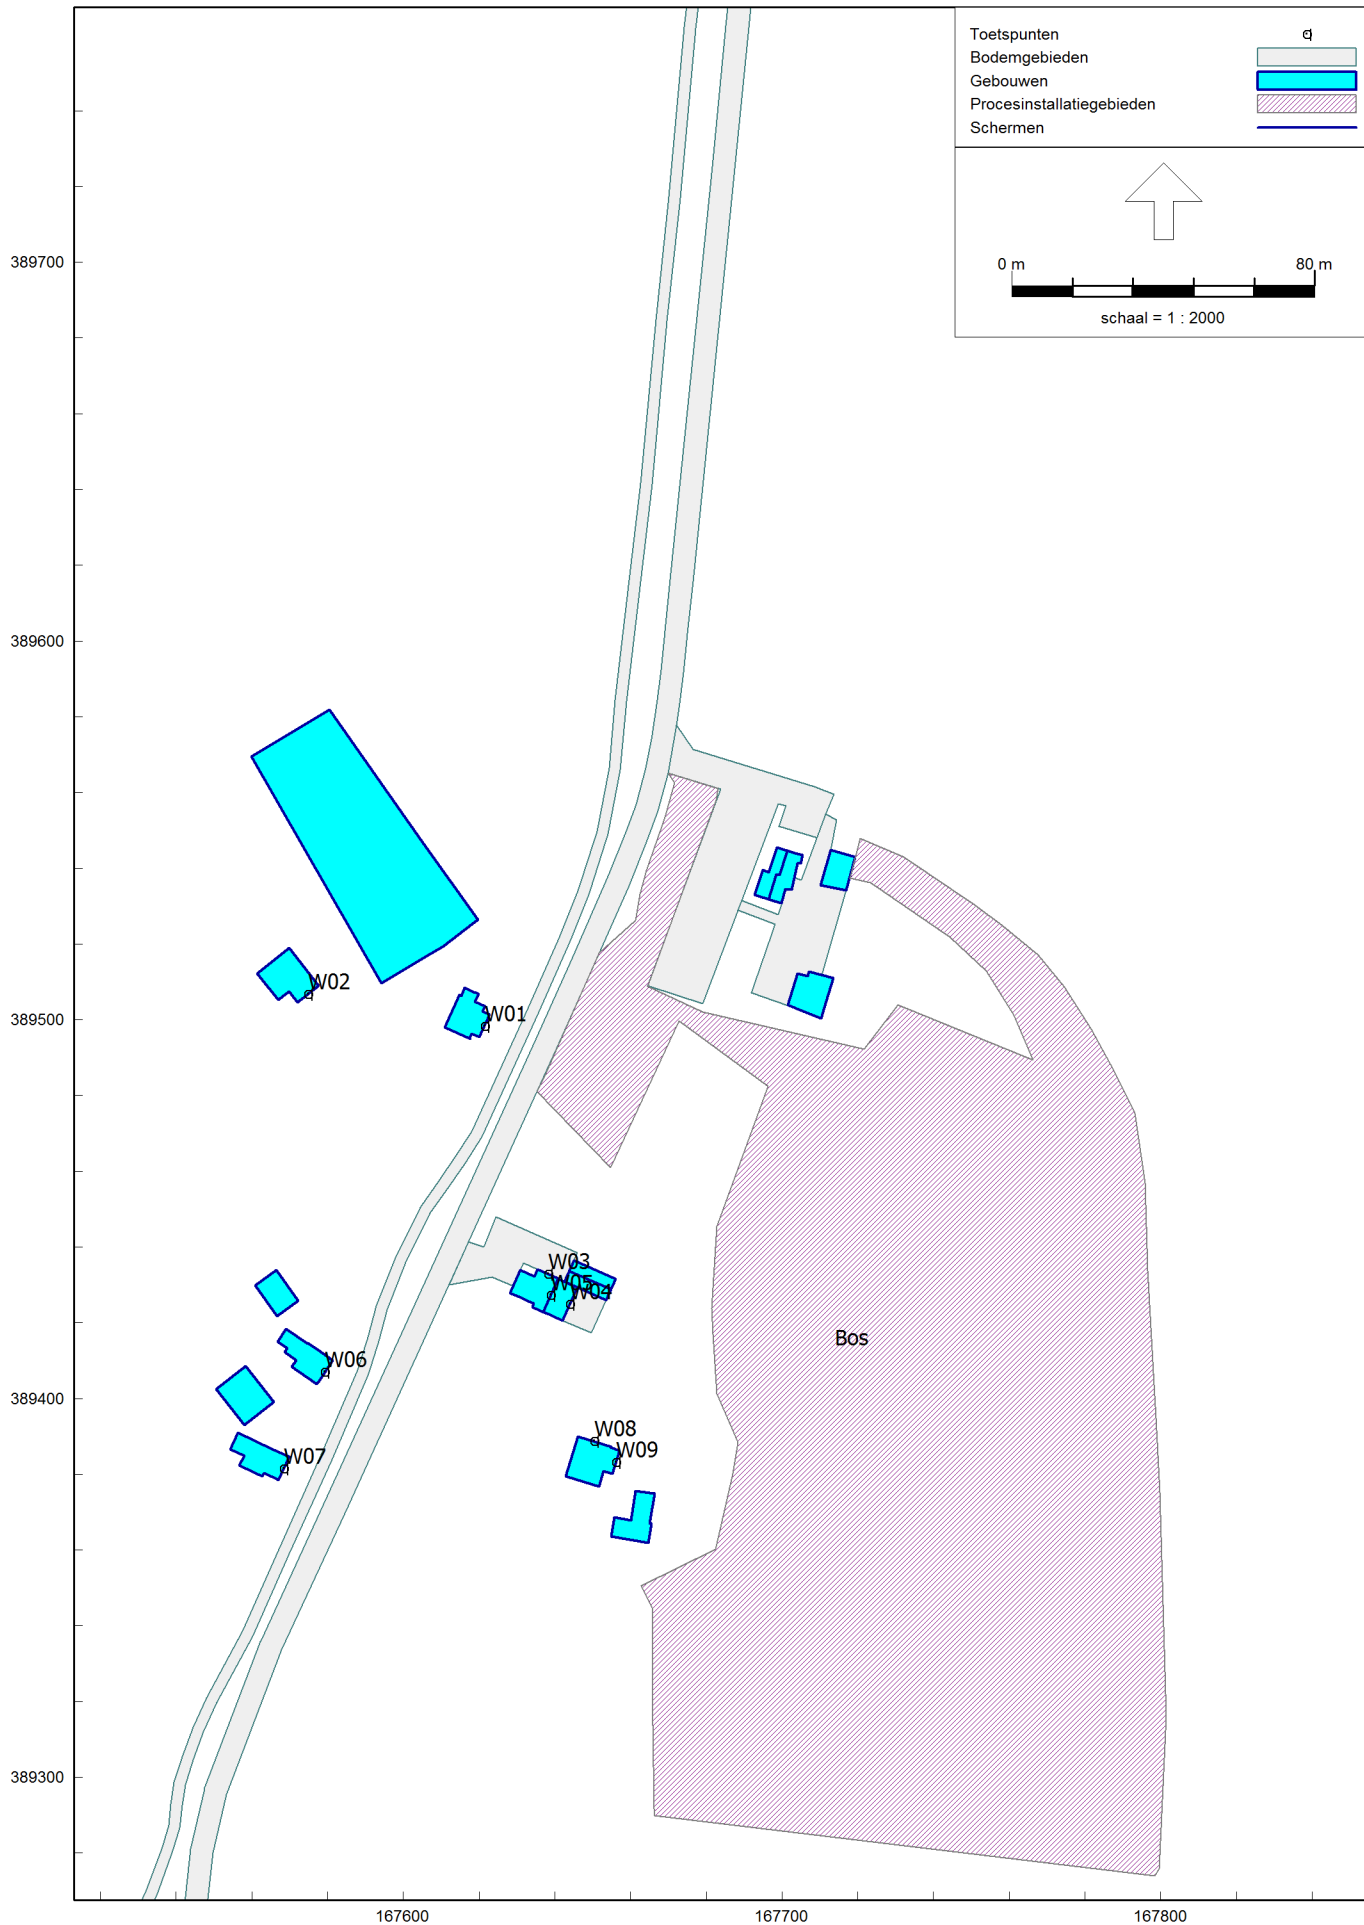 Toetspunten
Bodemgebieden
Gebouwen
Procesinstallatiegebieden
Schermen
0 m 80 m
schaal = 1 : 2000
389700
389600
W02
W01
389500
W03
W05
W04
Bos
W06
389400
W08
W09
W07
389300
167600 167700 167800